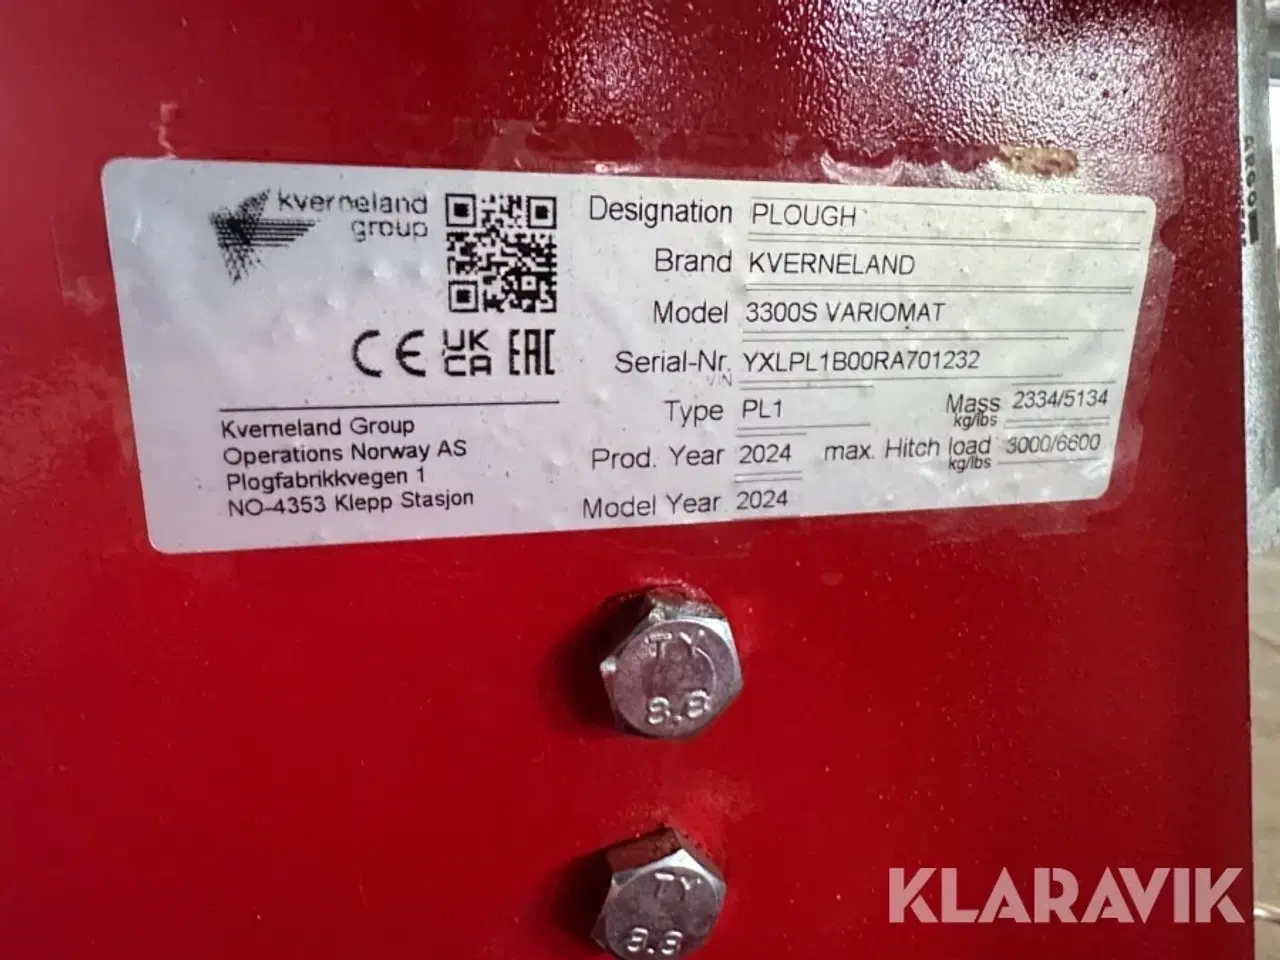 kverneland
group
CE UK CA EAC
Kverneland Group
Operations Norway AS
Plogfabrikkvegen 1
NO-4353 Klepp Stasjon
Designation PLOUGH
Brand KVERNELAND
Model 3300S VARIOMAT
Serial-Nr. YXLPL1B00RA701232
VIN
Type PL1
Mass 2334/5134
kg/lbs
Prod. Year 2024
max. Hitch load 3000/6600
kg/lbs
Model Year 2024
TY
8.8
TY
8.8
KLARAVIK